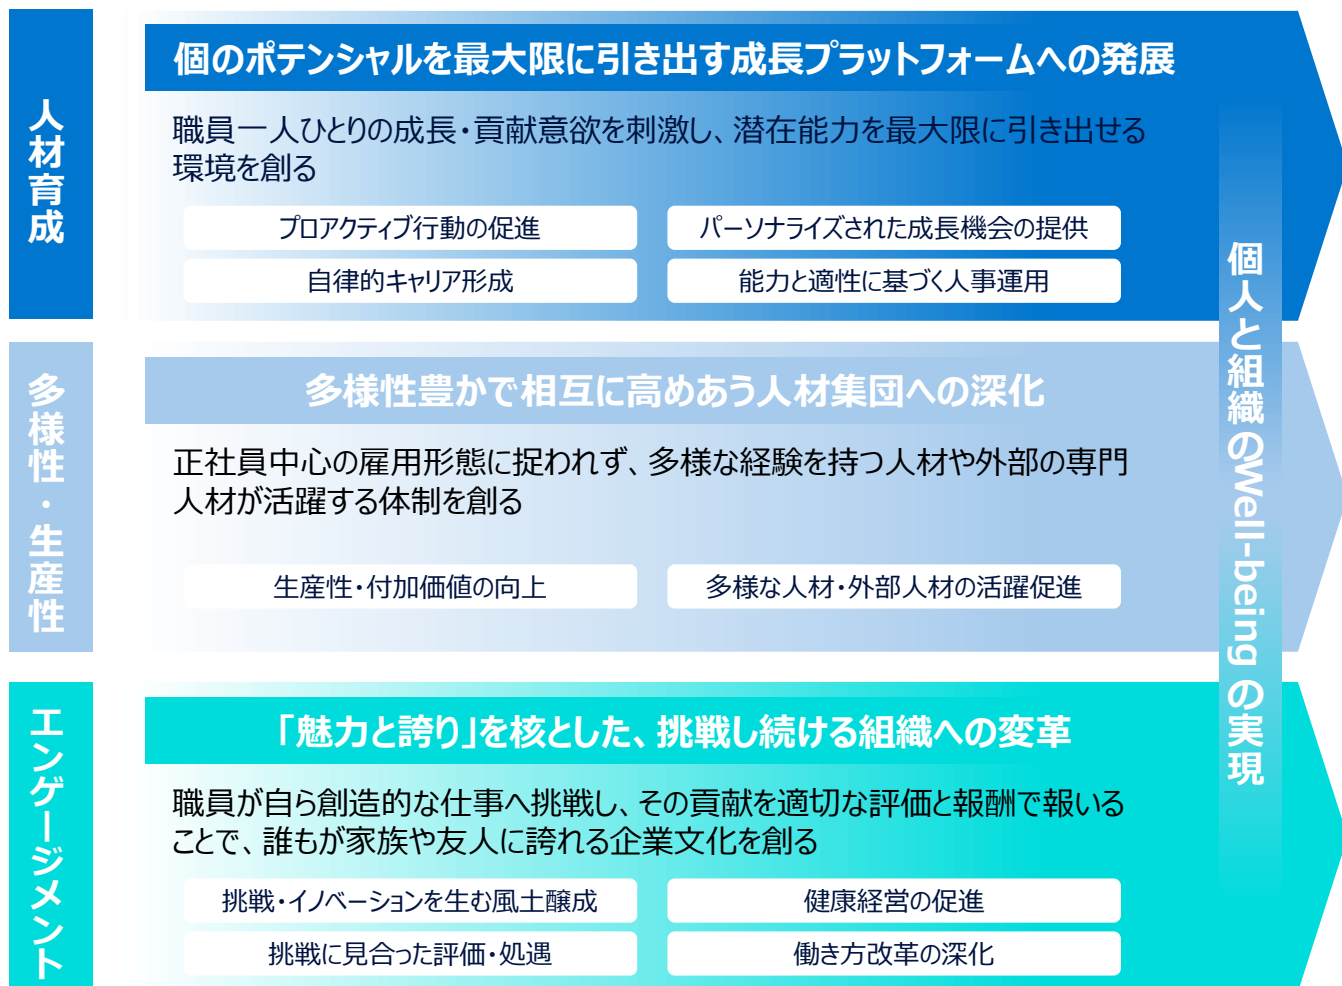 人材育成
個のポテンシャルを最大限に引き出す成長プラットフォームへの発展
職員一人ひとりの成長・貢献意欲を刺激し、潜在能力を最大限に引き出せる
環境を創る
プロアクティブ行動の促進
パーソナライズされた成長機会の提供
自律的キャリア形成
能力と適性に基づく人事運用
多様性・生産性
多様性豊かで相互に高めあう人材集団への深化
正社員中心の雇用形態に捉われず、多様な経験を持つ人材や外部の専門
人材が活躍する体制を創る
生産性・付加価値の向上
多様な人材・外部人材の活躍促進
エンゲージメント
「魅力と誇り」を核とした、挑戦し続ける組織への変革
職員が自ら創造的な仕事へ挑戦し、その貢献を適切な評価と報酬で報いる
ことで、誰もが家族や友人に誇れる企業文化を創る
挑戦・イノベーションを生む風土醸成
健康経営の促進
挑戦に見合った評価・処遇
働き方改革の深化
個人と組織のWell-being の実現